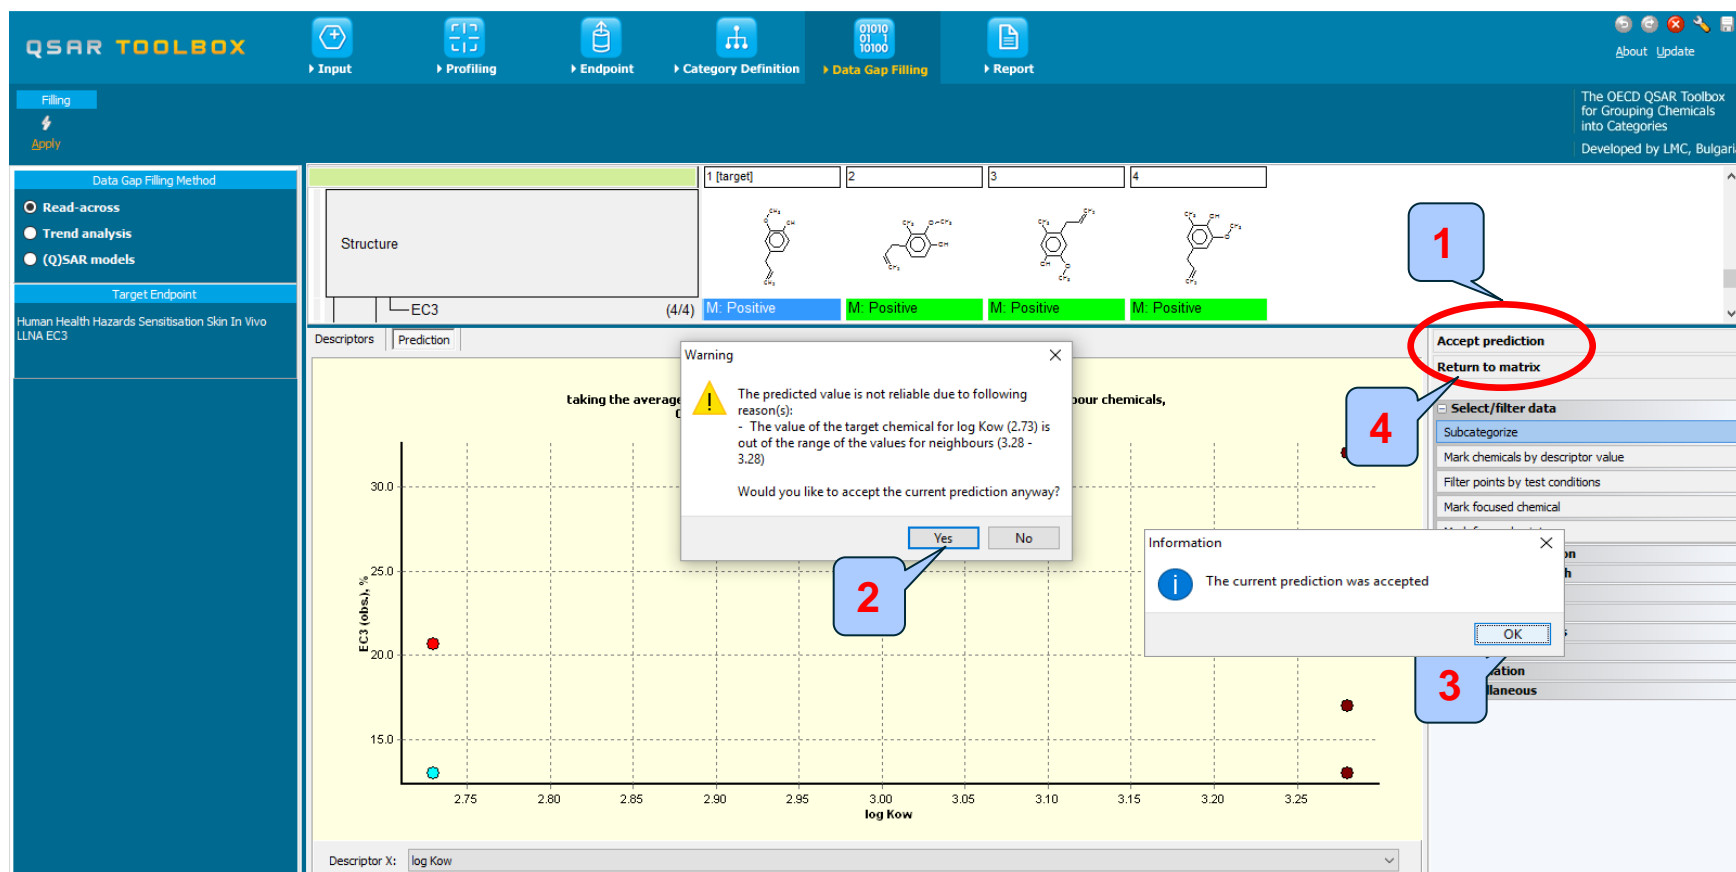 QSAR TOOLBOX
Input
Profiling
Endpoint
Category Definition
01010
01 1
10100
Data Gap Filling
Report
About Update
Filling
Apply
The OECD QSAR Toolbox
for Grouping Chemicals
into Categories
Developed by LMC, Bulgari
Data Gap Filling Method
Read-across
Trend analysis
(Q)SAR models
Target Endpoint
Human Health Hazards Sensitisation Skin In Vivo
LLNA EC3
1 [target]
2
3
4
Structure
EC3 (4/4)
M: Positive
M: Positive
M: Positive
M: Positive
Descriptors
Prediction
taking the average
bour chemicals,
EC3 (obs.), %
30.0
25.0
20.0
15.0
2.75
2.80
2.85
2.90
2.95
3.00
3.05
3.10
3.15
3.20
3.25
log Kow
Descriptor X: log Kow
Warning
The predicted value is not reliable due to following
reason(s):
- The value of the target chemical for log Kow (2.73) is
out of the range of the values for neighbours (3.28 -
3.28)
Would you like to accept the current prediction anyway?
Yes
No
Information
The current prediction was accepted
OK
1
2
3
4
Accept prediction
Return to matrix
Select/filter data
Subcategorize
Mark chemicals by descriptor value
Filter points by test conditions
Mark focused chemical